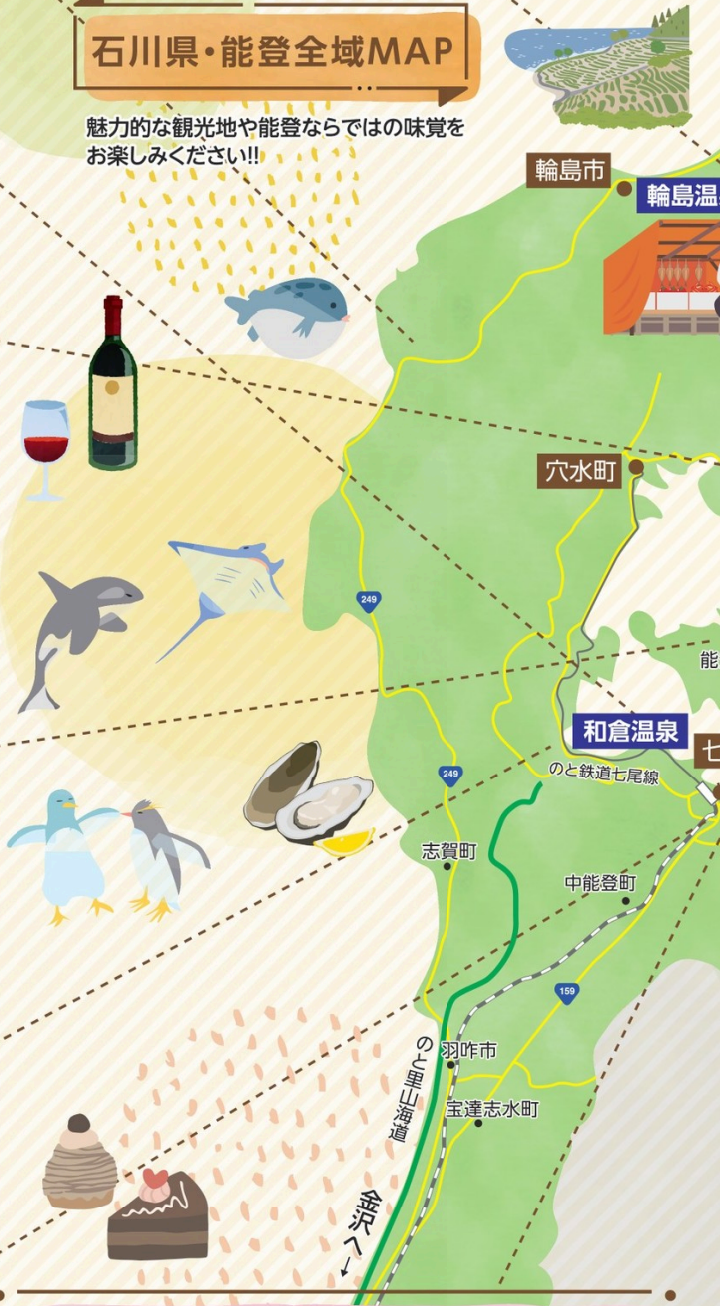 石川県・能登全域MAP
魅力的な観光地や能登ならではの味覚を
お楽しみください!!
輪島市
輪島温
穴水町
249
能
和倉温泉
七
のと鉄道七尾線
249
志賀町
中能登町
159
羽咋市
のと里山海道
宝達志水町
金沢へ